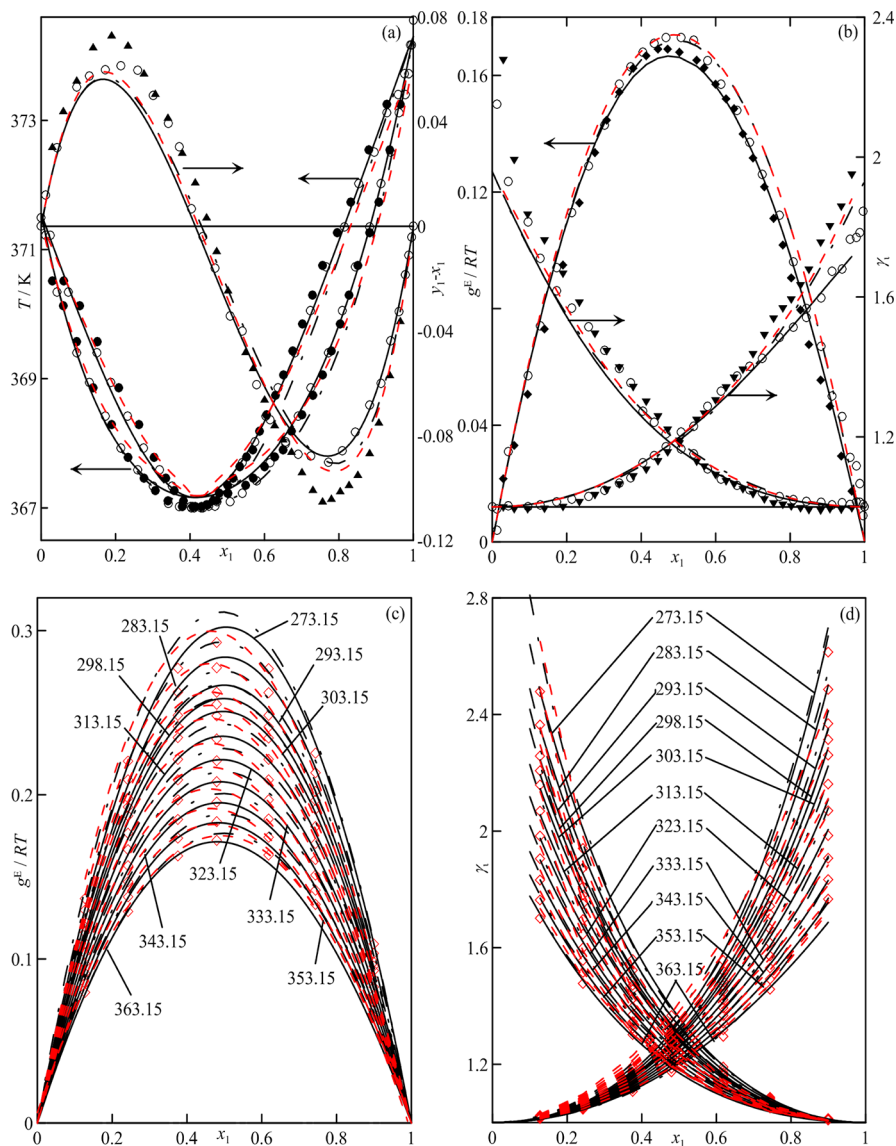 (a)
373
371
369
367
T / K
0.08
0.04
0
-0.04
-0.08
-0.12
y1-x1
0 0.2 0.4 0.6 0.8 1
x1
(b)
0.18
0.16
0.12
0.04
0
gE / RT
2.4
2
1.6
1.2
γi
0 0.2 0.4 0.6 0.8 1
x1
(c)
0.3
0.2
0.1
0
gE / RT
283.15
273.15
298.15
293.15
303.15
313.15
323.15
333.15
343.15
353.15
363.15
0 0.2 0.4 0.6 0.8 1
x1
(d)
2.8
2.4
2
1.6
1.2
γi
273.15
283.15
293.15
298.15
303.15
313.15
323.15
333.15
343.15
353.15
363.15
0 0.2 0.4 0.6 0.8 1
x1